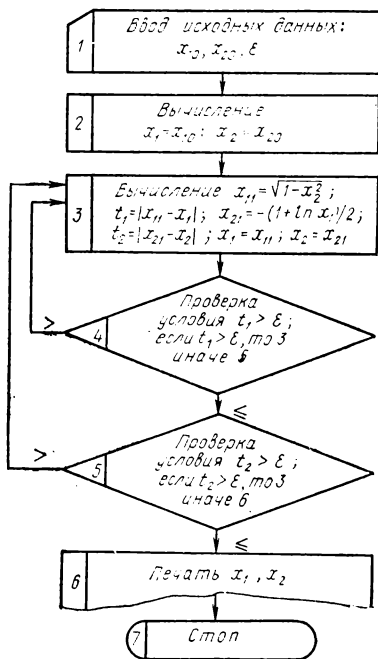 1
Ввод исходных данных:
x₁₀, x₂₀, ε
2
Вычисление
x₁=x₁₀; x₂=x₂₀
3
Вычисление x₁₁=√1-x₂²;
t₁=|x₁₁-x₁|; x₂₁=-(1+ln x₁)/2;
t₂=|x₂₁-x₂|; x₁=x₁₁; x₂=x₂₁
Проверка
условия t₁>ε;
если t₁>ε, то 3
иначе 5
4
>
≤
Проверка
условия t₂>ε;
если t₂>ε, то 3
иначе 6
5
>
≤
6
Печать x₁, x₂
7
Стоп